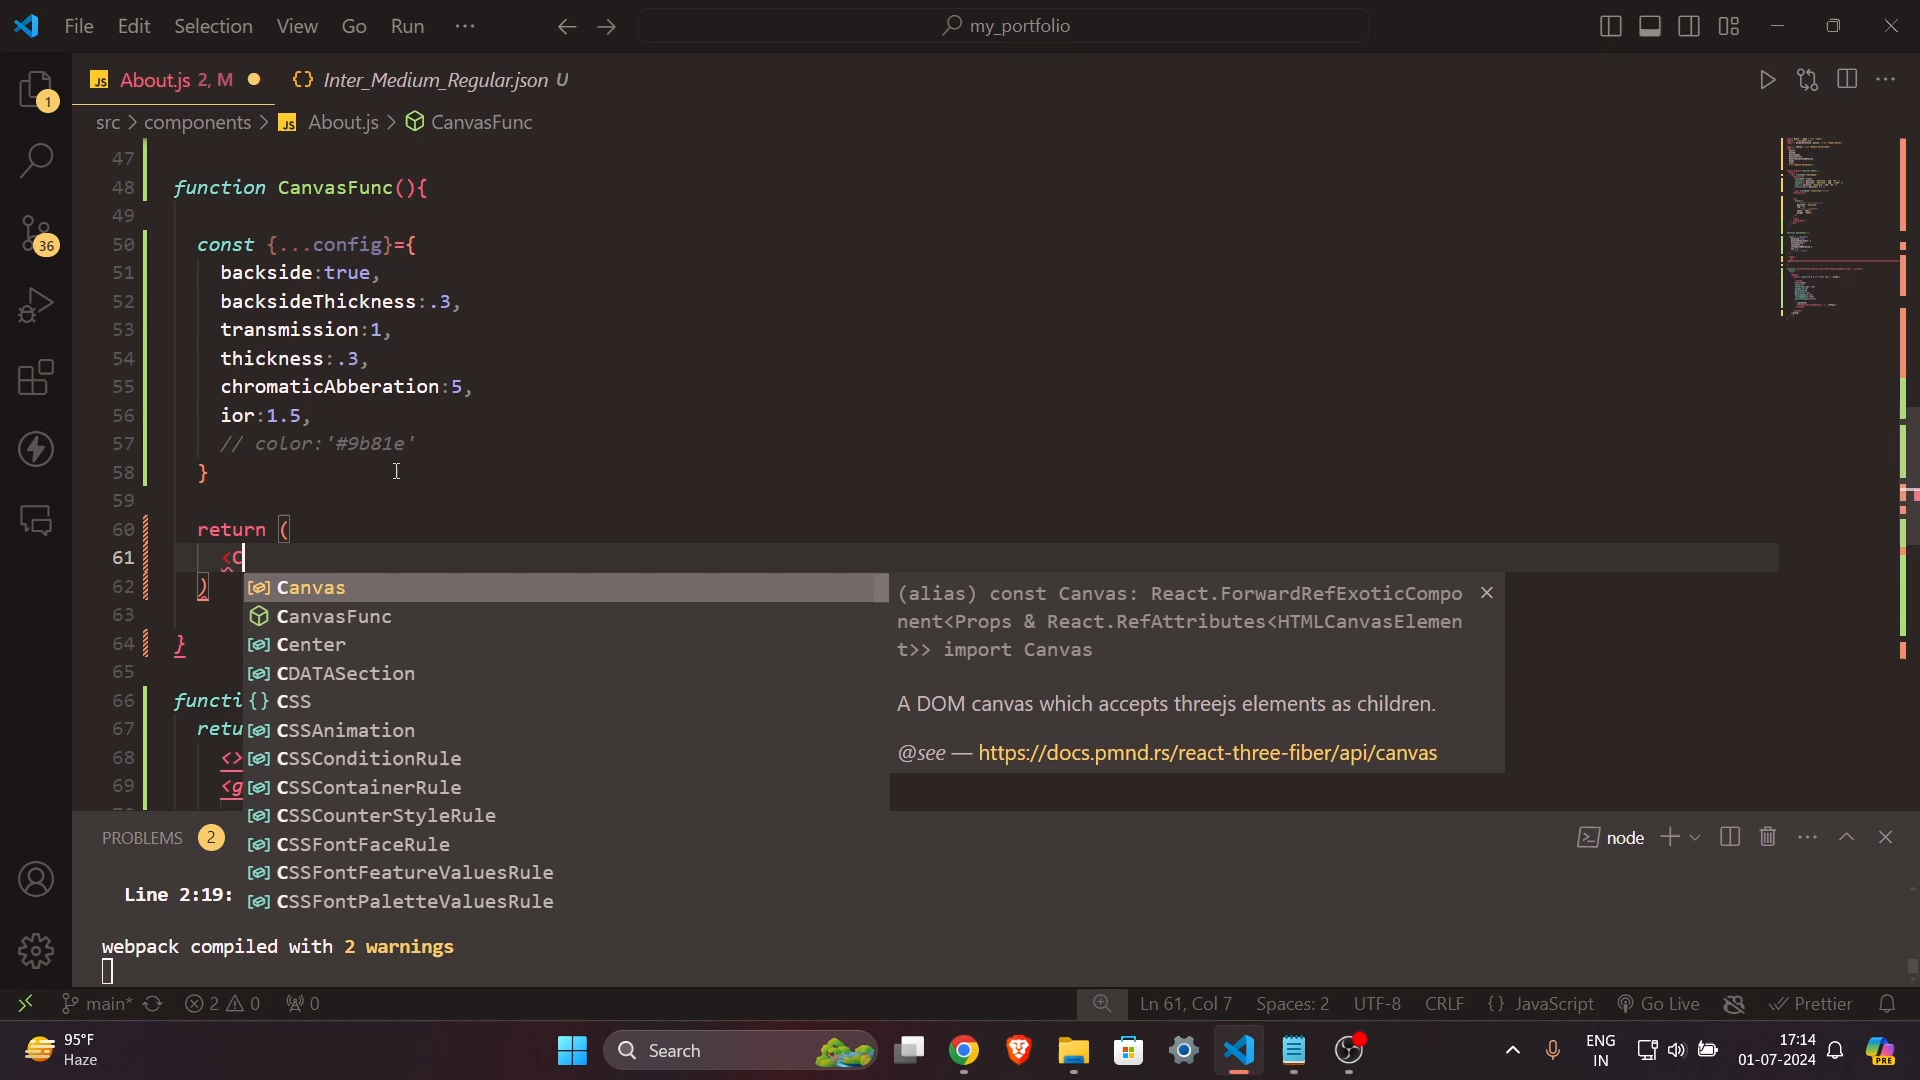 File Edit Selection View Go Run ··· my_portfolio
JS About.js 2, M {} Inter_Medium_Regular.json U
src > components > JS About.js > CanvasFunc
1
36
47
48 function CanvasFunc(){
49
50 const {...config}={
51 backside:true,
52 backsideThickness:.3,
53 transmission:1,
54 thickness:.3,
55 chromaticAbberation:5,
56 ior:1.5,
57 // color:'#9b81e'
58 }
59
60 return (
61 <C
62 )
63
64 }
65
66 functi
67 retu
68 <>
69 <g
Canvas
CanvasFunc
Center
CDATASection
{} CSS
CSSAnimation
CSSConditionRule
CSSContainerRule
CSSCounterStyleRule
CSSFontFaceRule
CSSFontFeatureValuesRule
CSSFontPaletteValuesRule
(alias) const Canvas: React.ForwardRefExoticCompo
nent<Props & React.RefAttributes<HTMLCanvasElemen
t>> import Canvas
A DOM canvas which accepts threejs elements as children.
@see — https://docs.pmnd.rs/react-three-fiber/api/canvas
PROBLEMS 2 node
Line 2:19:
webpack compiled with 2 warnings
main* 2 0 0 Ln 61, Col 7 Spaces: 2 UTF-8 CRLF {} JavaScript Go Live Prettier
95°F
Haze
Search
ENG
IN
17:14
01-07-2024
PRE